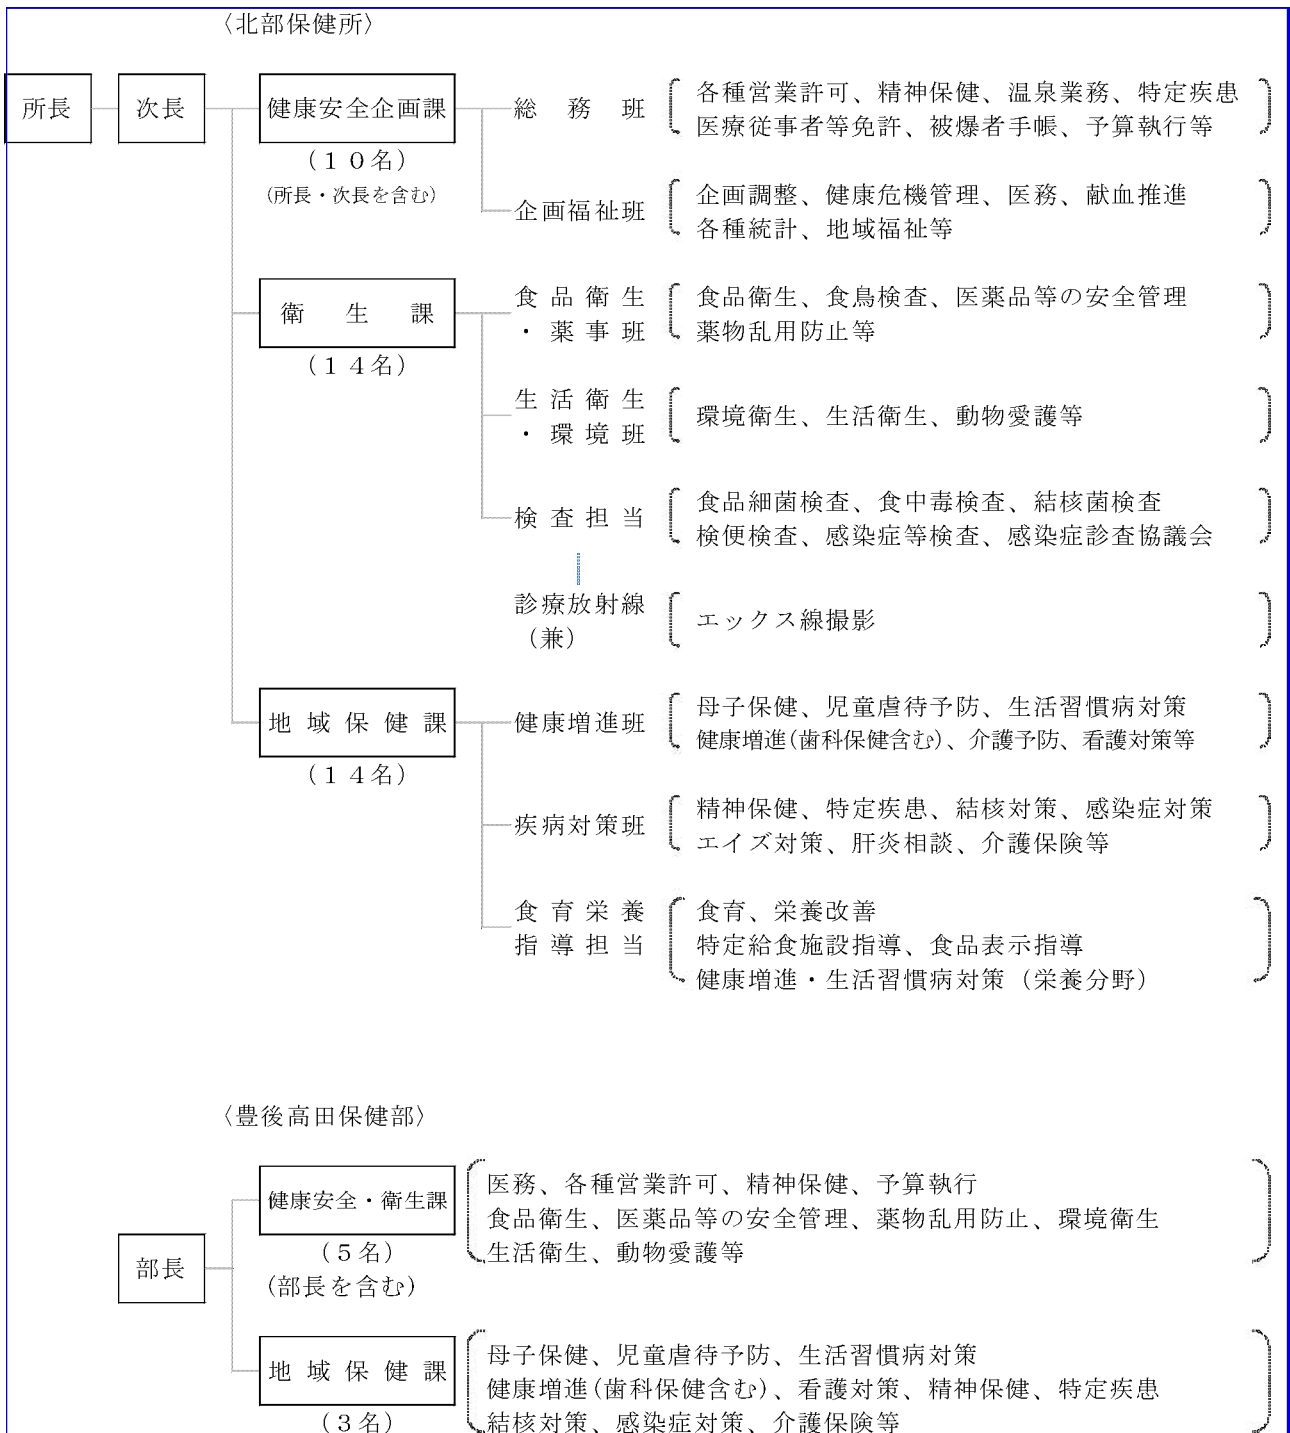 〈北部保健所〉
所長
次長
健康安全企画課
(１０名)
(所長・次長を含む)
総　務　班
各種営業許可、精神保健、温泉業務、特定疾患
医療従事者等免許、被爆者手帳、予算執行等
企画福祉班
企画調整、健康危機管理、医務、献血推進
各種統計、地域福祉等
衛　生　課
(１４名)
食品衛生
・薬事班
食品衛生、食鳥検査、医薬品等の安全管理
薬物乱用防止等
生活衛生
・環境班
環境衛生、生活衛生、動物愛護等
検査担当
食品細菌検査、食中毒検査、結核菌検査
検便検査、感染症等検査、感染症診査協議会
診療放射線
（兼）
エックス線撮影
地域保健課
(１４名)
健康増進班
母子保健、児童虐待予防、生活習慣病対策
健康増進(歯科保健含む)、介護予防、看護対策等
疾病対策班
精神保健、特定疾患、結核対策、感染症対策
エイズ対策、肝炎相談、介護保険等
食育栄養
指導担当
食育、栄養改善
特定給食施設指導、食品表示指導
健康増進・生活習慣病対策（栄養分野）
〈豊後高田保健部〉
部長
健康安全・衛生課
(５名)
(部長を含む)
医務、各種営業許可、精神保健、予算執行
食品衛生、医薬品等の安全管理、薬物乱用防止、環境衛生
生活衛生、動物愛護等
地域保健課
(３名)
母子保健、児童虐待予防、生活習慣病対策
健康増進(歯科保健含む)、看護対策、精神保健、特定疾患
結核対策、感染症対策、介護保険等